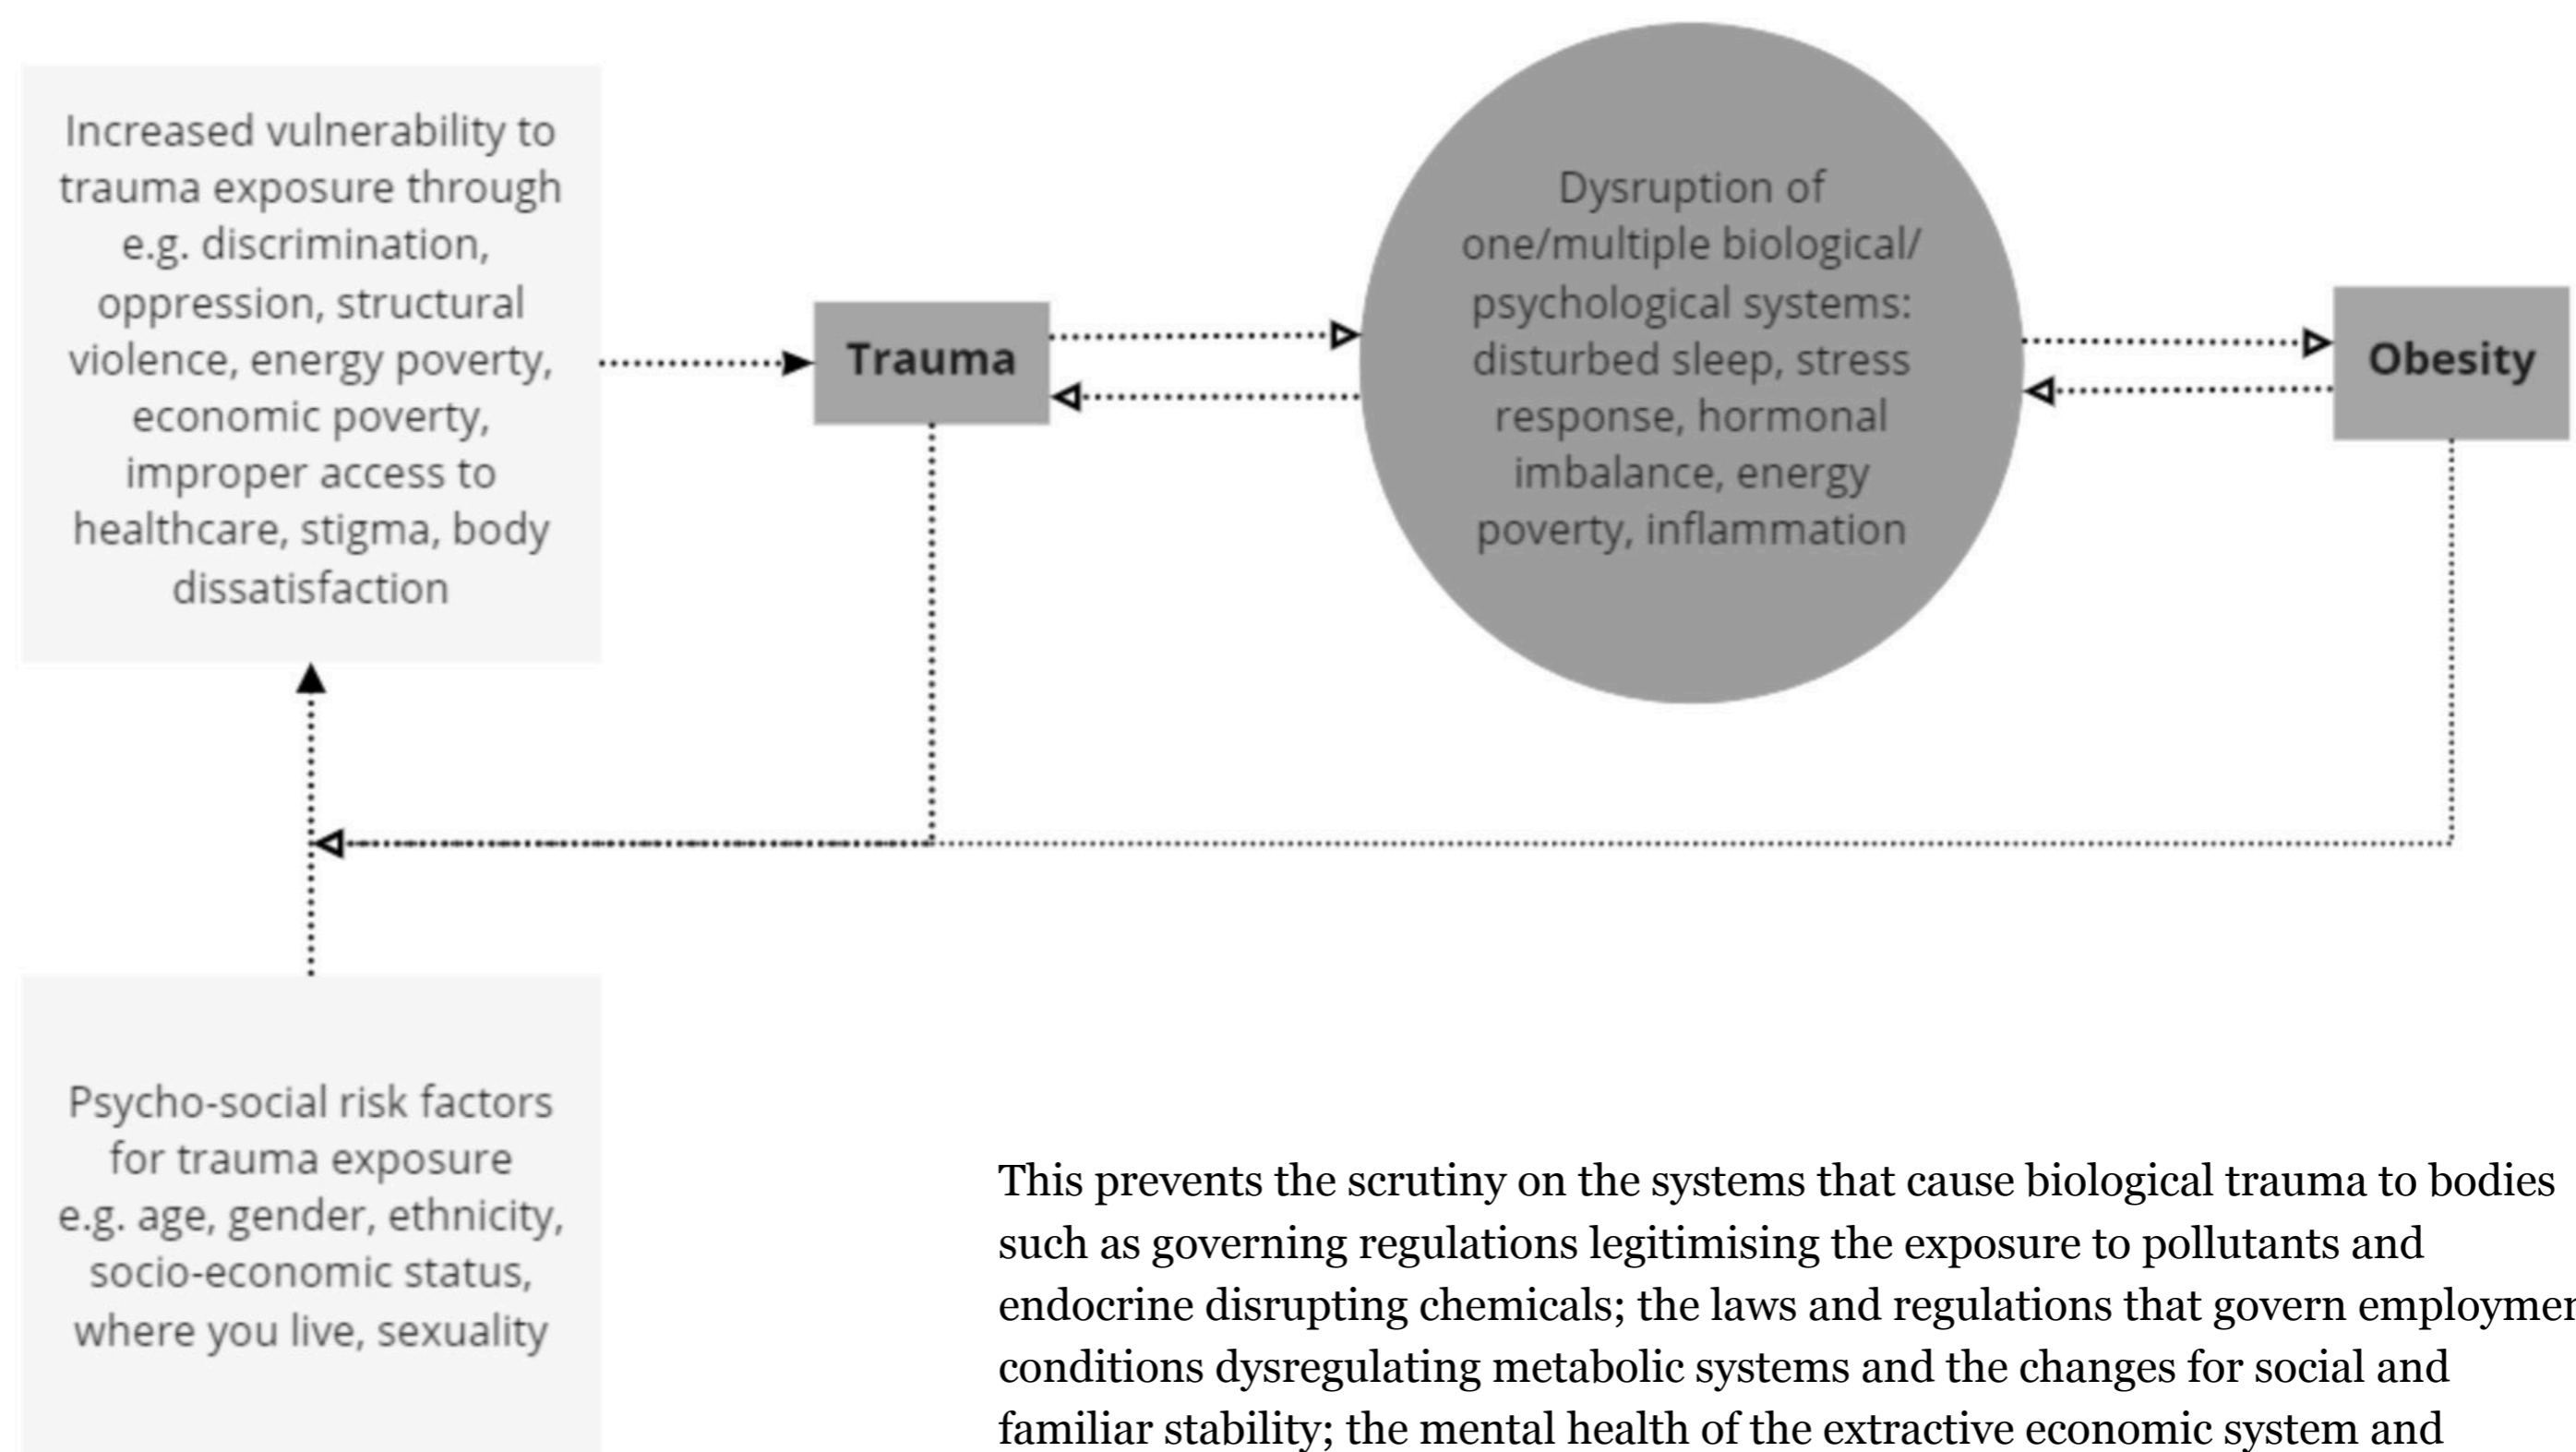 Increased vulnerability to
trauma exposure through
e.g. discrimination,
oppression, structural
violence, energy poverty,
economic poverty,
improper access to
healthcare, stigma, body
dissatisfaction
Trauma
Dysruption of
one/multiple biological/
psychological systems:
disturbed sleep, stress
response, hormonal
imbalance, energy
poverty, inflammation
Obesity
Psycho-social risk factors
for trauma exposure
e.g. age, gender, ethnicity,
socio-economic status,
where you live, sexuality
This prevents the scrutiny on the systems that cause biological trauma to bodies
such as governing regulations legitimising the exposure to pollutants and
endocrine disrupting chemicals; the laws and regulations that govern
conditions dysregulating metabolic systems and the changes for social and
familiar stability; the mental health of the extractive economic system and